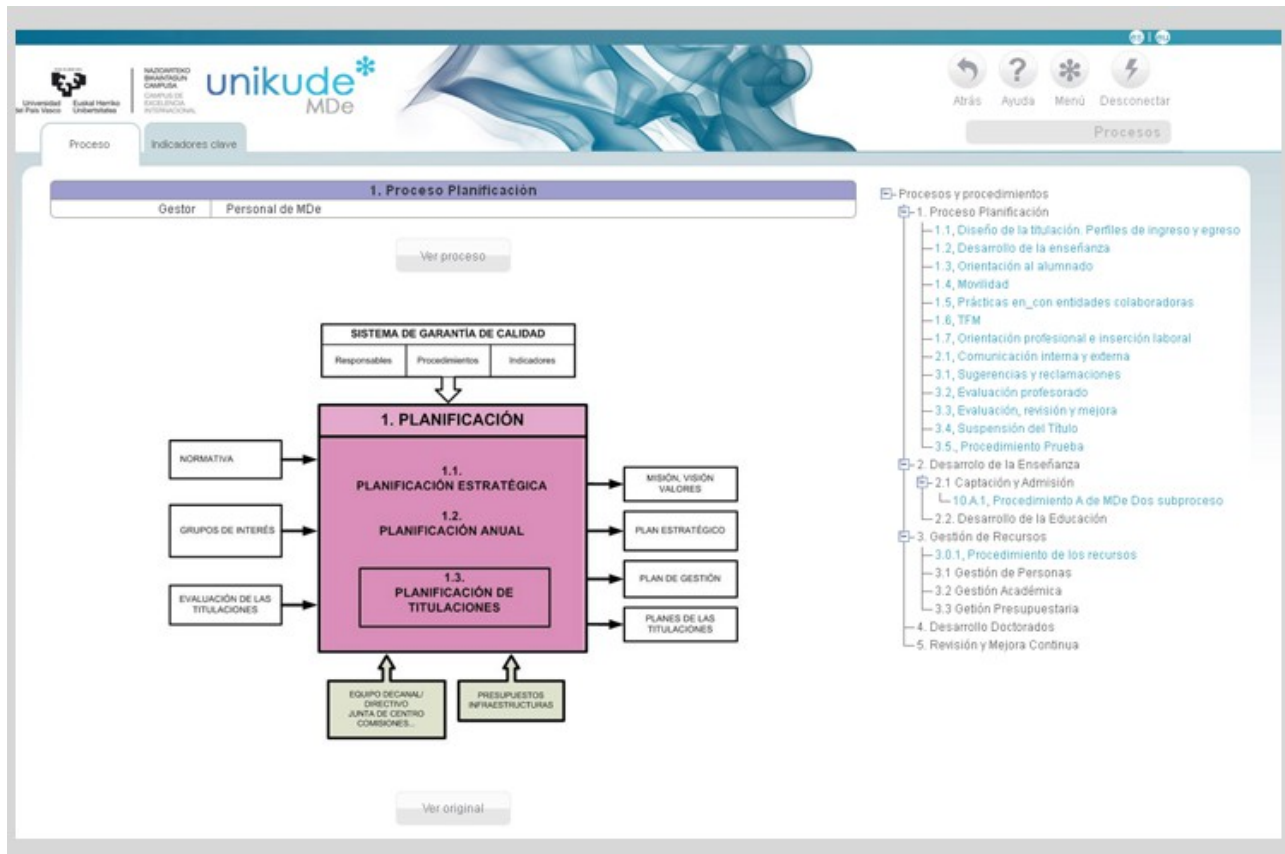 es | eu
Universidad del País Vasco
Euskal Herriko Unibertsitatea
NAZIOARTEKO
BIKAINTASUN
CAMPUSA
CAMPUS DE
EXCELENCIA
INTERNACIONAL
unikude*
MDe
Atrás Ayuda Menú Desconectar
Procesos
Proceso Indicadores clave
1. Proceso Planificación
Gestor Personal de MDe
Ver proceso
SISTEMA DE GARANTÍA DE CALIDAD
Responsables Procedimientos Indicadores
1. PLANIFICACIÓN
1.1.
PLANIFICACIÓN ESTRATÉGICA
1.2.
PLANIFICACIÓN ANUAL
1.3.
PLANIFICACIÓN DE
TITULACIONES
NORMATIVA
GRUPOS DE INTERÉS
EVALUACIÓN DE LAS
TITULACIONES
MISIÓN, VISIÓN
VALORES
PLAN ESTRATÉGICO
PLAN DE GESTIÓN
PLANES DE LAS
TITULACIONES
EQUIPO DECANAL/
DIRECTIVO
JUNTA DE CENTRO
COMISIONES...
PRESUPUESTOS
INFRAESTRUCTURAS
Ver original
Procesos y procedimientos
1. Proceso Planificación
1.1, Diseño de la titulación. Perfiles de ingreso y egreso
1.2, Desarrollo de la enseñanza
1.3, Orientación al alumnado
1.4, Movilidad
1.5, Prácticas en_con entidades colaboradoras
1.6, TFM
1.7, Orientación profesional e inserción laboral
2.1, Comunicación interna y externa
3.1, Sugerencias y reclamaciones
3.2, Evaluación profesorado
3.3, Evaluación, revisión y mejora
3.4, Suspensión del Título
3.5., Procedimiento Prueba
2. Desarrolo de la Enseñanza
2.1 Captación y Admisión
10.A.1, Procedimiento A de MDe Dos subproceso
2.2. Desarrollo de la Educación
3. Gestión de Recursos
3.0.1, Procedimiento de los recursos
3.1 Gestión de Personas
3.2 Gestión Académica
3.3 Getión Presupuestaria
4. Desarrollo Doctorados
5. Revisión y Mejora Continua